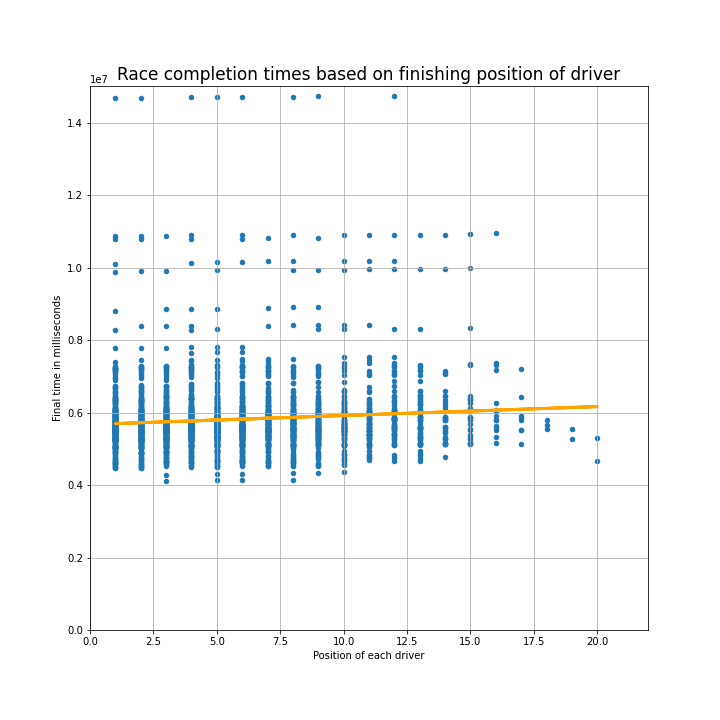 Race completion times based on finishing position of driver
1e7
1.4
1.2
1.0
0.8
0.6
0.4
0.2
0.0
Final time in milliseconds
0.0 2.5 5.0 7.5 10.0 12.5 15.0 17.5 20.0
Position of each driver